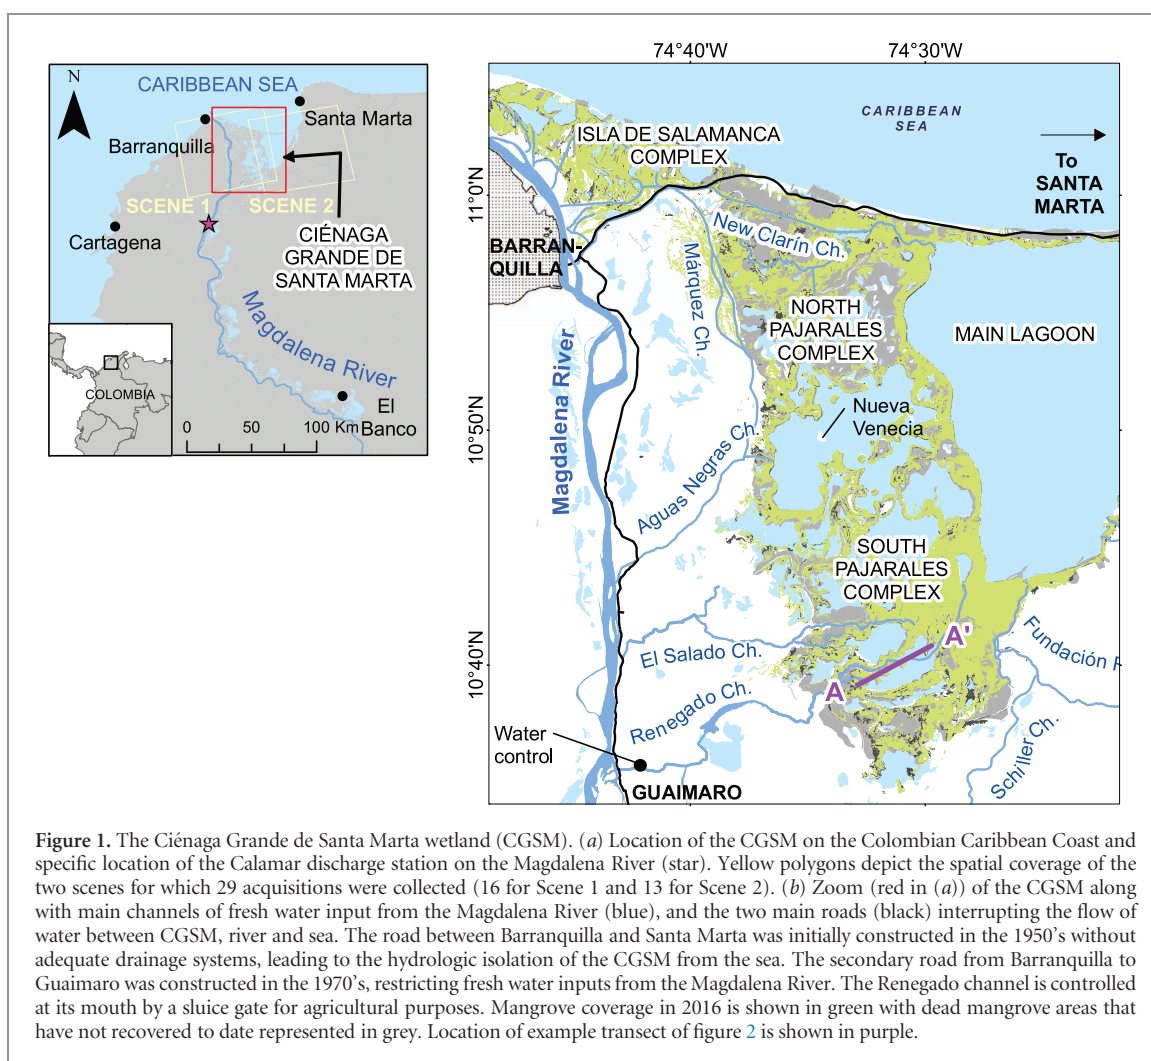 N
CARIBBEAN SEA
Santa Marta
Barranquilla
SCENE 1
SCENE 2
Cartagena
CIÉNAGA
GRANDE DE
SANTA MARTA
Magdalena River
COLOMBIA
El
Banco
0 50 100 Km
74°40'W 74°30'W
11°0'N
10°50'N
10°40'N
CARIBBEAN
SEA
ISLA DE SALAMANCA
COMPLEX
To
SANTA
MARTA
BARRAN-
QUILLA
New Clarín Ch.
Márquez Ch.
NORTH
PAJARALES
COMPLEX
MAIN LAGOON
Magdalena River
Nueva
Venecia
Aguas Negras Ch.
SOUTH
PAJARALES
COMPLEX
A'
El Salado Ch.
Fundación R
A
Renegado Ch.
Water
control
Schiller Ch.
GUAIMARO
Figure 1. The Ciénaga Grande de Santa Marta wetland (CGSM). (a) Location of the CGSM on the Colombian Caribbean Coast and
specific location of the Calamar discharge station on the Magdalena River (star). Yellow polygons depict the spatial coverage of the
two scenes for which 29 acquisitions were collected (16 for Scene 1 and 13 for Scene 2). (b) Zoom (red in (a)) of the CGSM along
with main channels of fresh water input from the Magdalena River (blue), and the two main roads (black) interrupting the flow of
water between CGSM, river and sea. The road between Barranquilla and Santa Marta was initially constructed in the 1950's without
adequate drainage systems, leading to the hydrologic isolation of the CGSM from the sea. The secondary road from Barranquilla to
Guaimaro was constructed in the 1970's, restricting fresh water inputs from the Magdalena River. The Renegado channel is controlled
at its mouth by a sluice gate for agricultural purposes. Mangrove coverage in 2016 is shown in green with dead mangrove areas that
have not recovered to date represented in grey. Location of example transect of figure 2 is shown in purple.